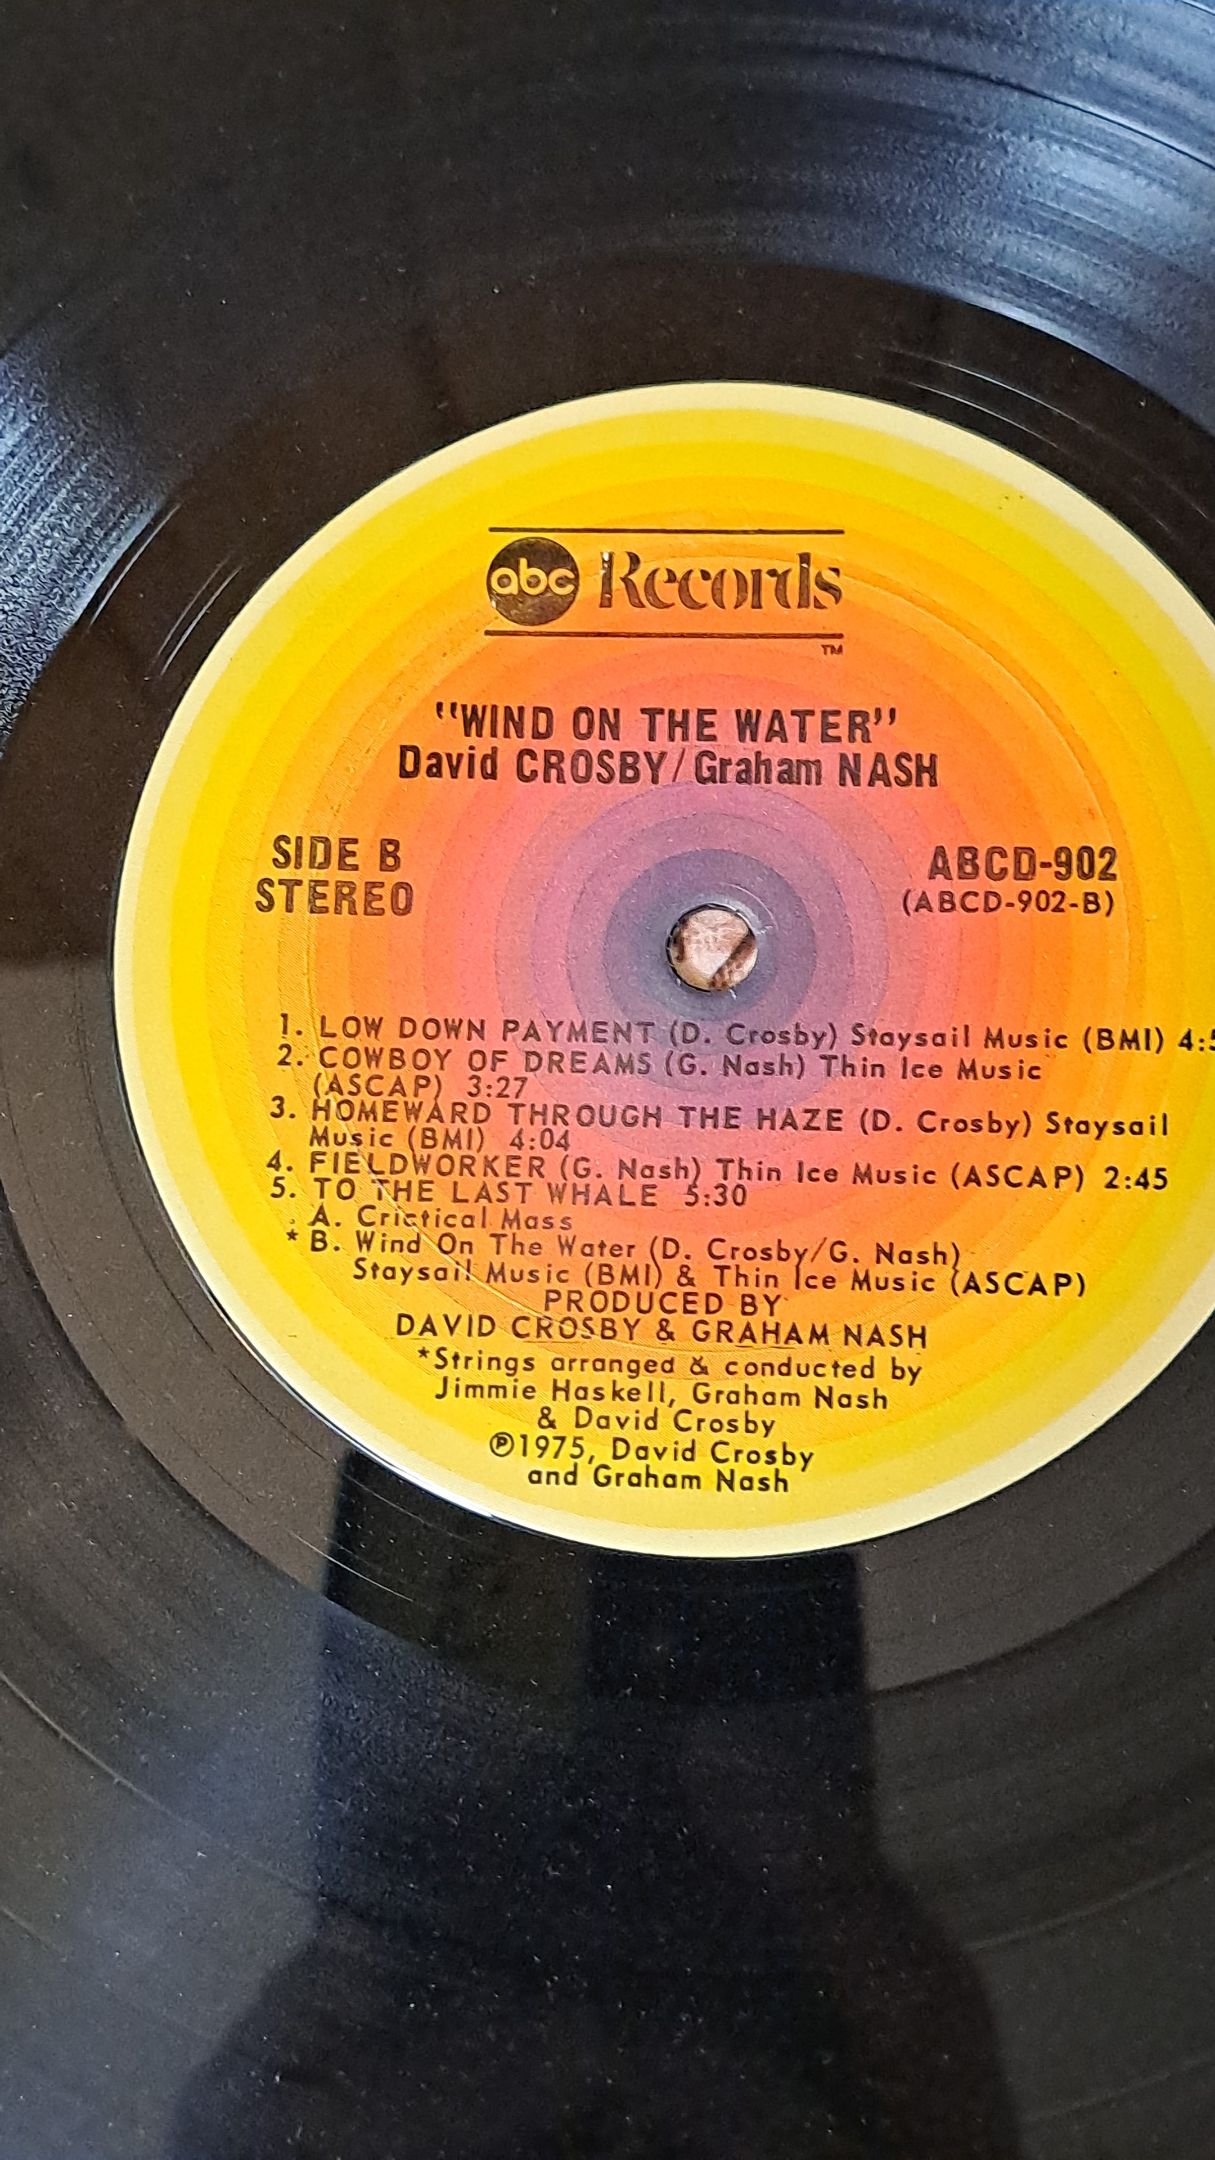 abc Records
TM
"WIND ON THE WATER"
David CROSBY/Graham NASH
SIDE B
STEREO
ABCD-902
(ABCD-902-B)
1. LOW DOWN PAYMENT (D. Crosby) Staysail Music (BMI) 4:5
2. COWBOY OF DREAMS (G. Nash) Thin Ice Music
(ASCAP) 3:27
3. HOMEWARD THROUGH THE HAZE (D. Crosby) Staysail
Music (BMI) 4:04
4. FIELDWORKER (G. Nash) Thin Ice Music (ASCAP) 2:45
5. TO THE LAST WHALE 5:30
A. Crictical Mass
* B. Wind On The Water (D. Crosby/G. Nash)
Staysail Music (BMI) & Thin Ice Music (ASCAP)
PRODUCED BY
DAVID CROSBY & GRAHAM NASH
*Strings arranged & conducted by
Jimmie Haskell, Graham Nash
& David Crosby
℗1975, David Crosby
and Graham Nash